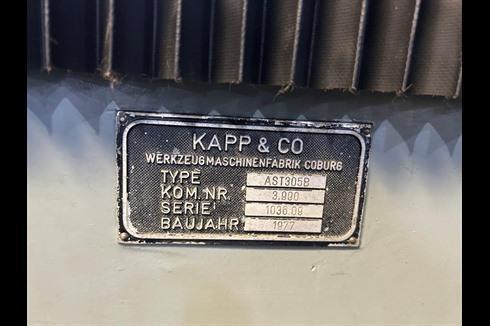 KAPP & CO
WERKZEUGMASCHINENFABRIK COBURG
TYPE AST305B
KOM.NR. 3.990
SERIE 1036.09
BAUJAHR 1977